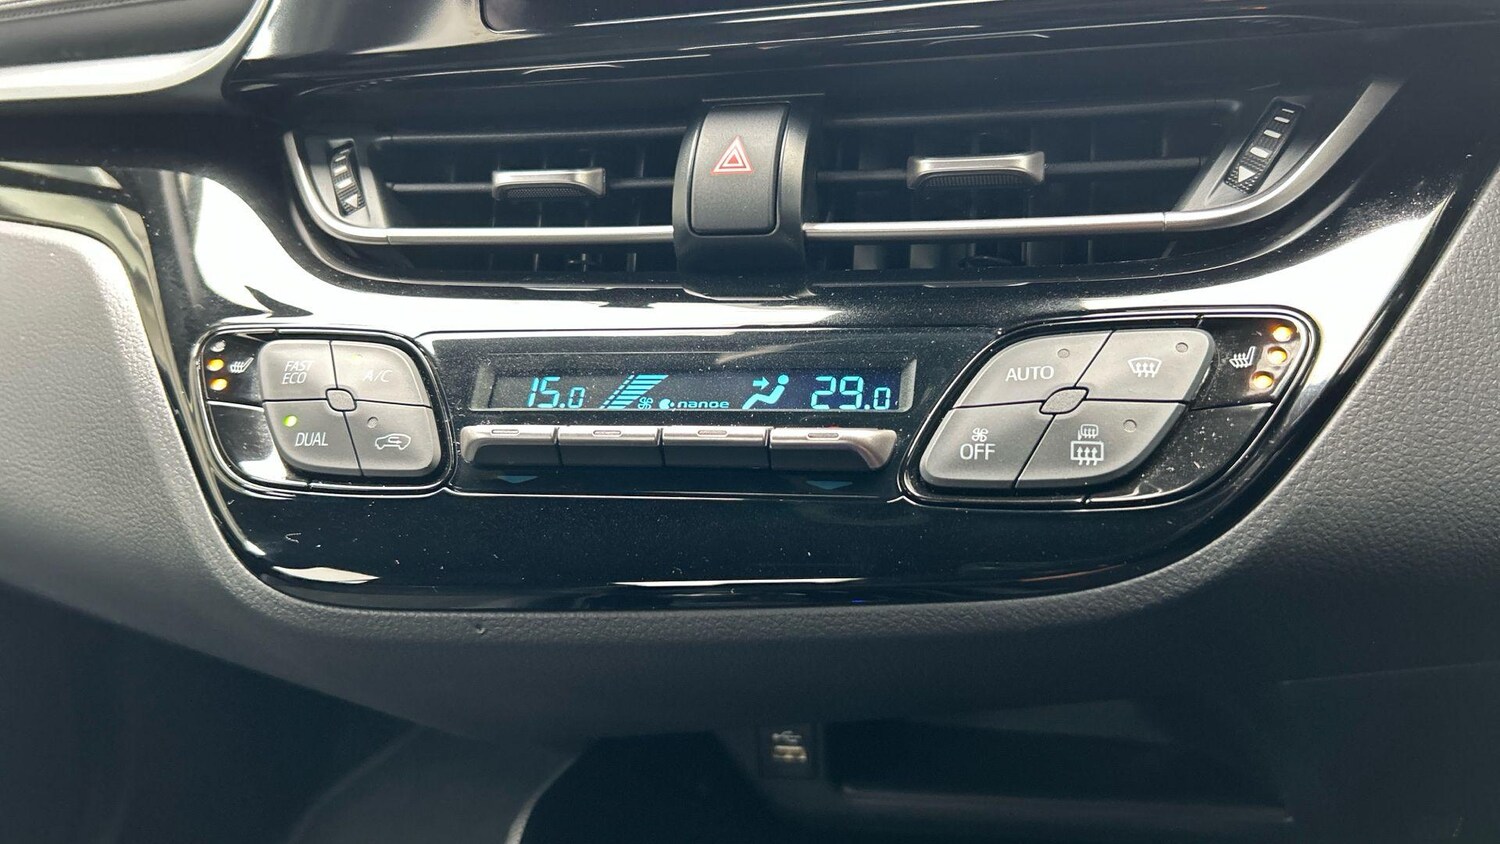 15.0 nanoe 29.0
FAST
ECO
A/C
DUAL
AUTO
OFF